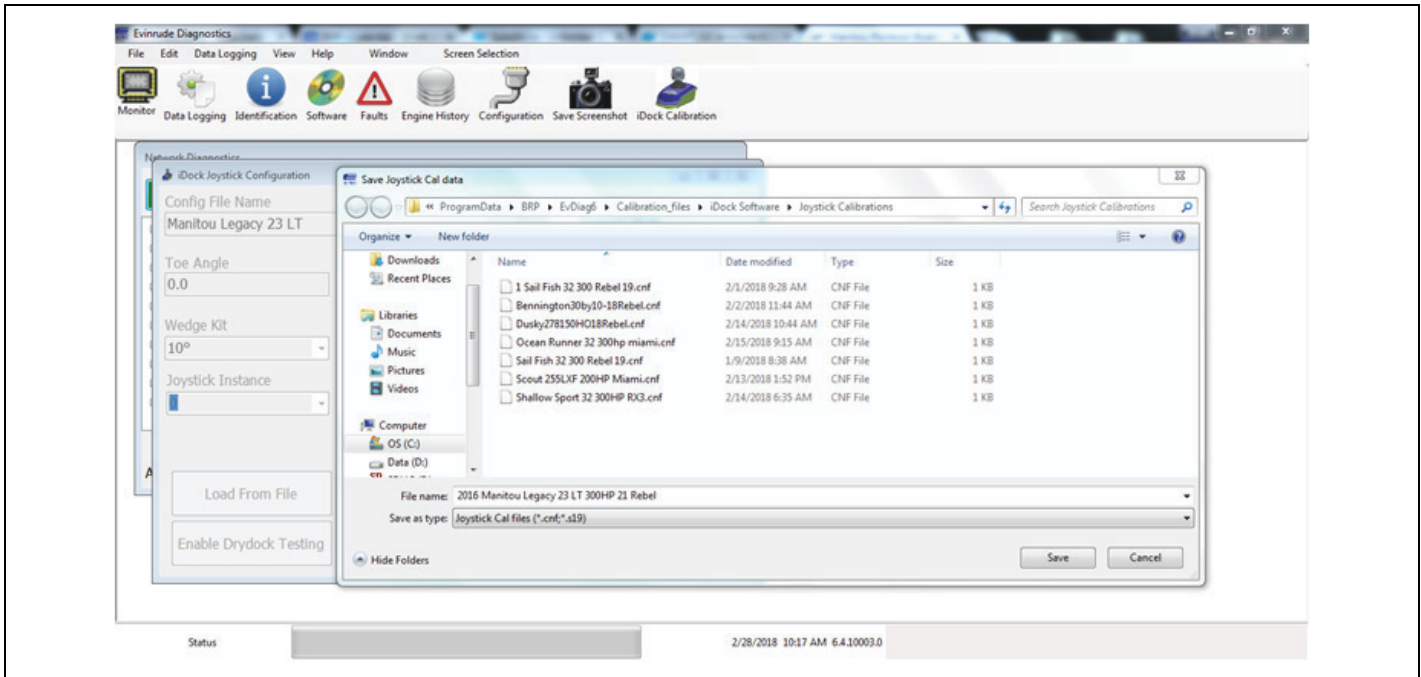 Evinrude Diagnostics
File Edit Data Logging View Help Window Screen Selection
Monitor Data Logging Identification Software Faults Engine History Configuration Save Screenshot iDock Calibration
Network Diagnostics
iDock Joystick Configuration
Config File Name
Manitou Legacy 23 LT
Toe Angle
0.0
Wedge Kit
10°
Joystick Instance
Load From File
Enable Drydock Testing
Save Joystick Cal data
« ProgramData ▸ BRP ▸ EvDiag6 ▸ Calibration_files ▸ iDock Software ▸ Joystick Calibrations
Search Joystick Calibrations
Organize New folder
Downloads
Recent Places
Libraries
Documents
Music
Pictures
Videos
Computer
OS (C:)
Data (D:)
Name Date modified Type Size
1 Sail Fish 32 300 Rebel 19.cnf 2/1/2018 9:28 AM CNF File 1 KB
Bennington30by10-18Rebel.cnf 2/2/2018 11:44 AM CNF File 1 KB
Dusky278150HO18Rebel.cnf 2/14/2018 10:44 AM CNF File 1 KB
Ocean Runner 32 300hp miami.cnf 2/15/2018 9:15 AM CNF File 1 KB
Sail Fish 32 300 Rebel 19.cnf 1/9/2018 8:38 AM CNF File 1 KB
Scout 255LXF 200HP Miami.cnf 2/13/2018 1:52 PM CNF File 1 KB
Shallow Sport 32 300HP RX3.cnf 2/14/2018 6:35 AM CNF File 1 KB
File name: 2016 Manitou Legacy 23 LT 300HP 21 Rebel
Save as type: Joystick Cal files (*.cnf;*.s19)
Hide Folders Save Cancel
Status 2/28/2018 10:17 AM 6.4.10003.0